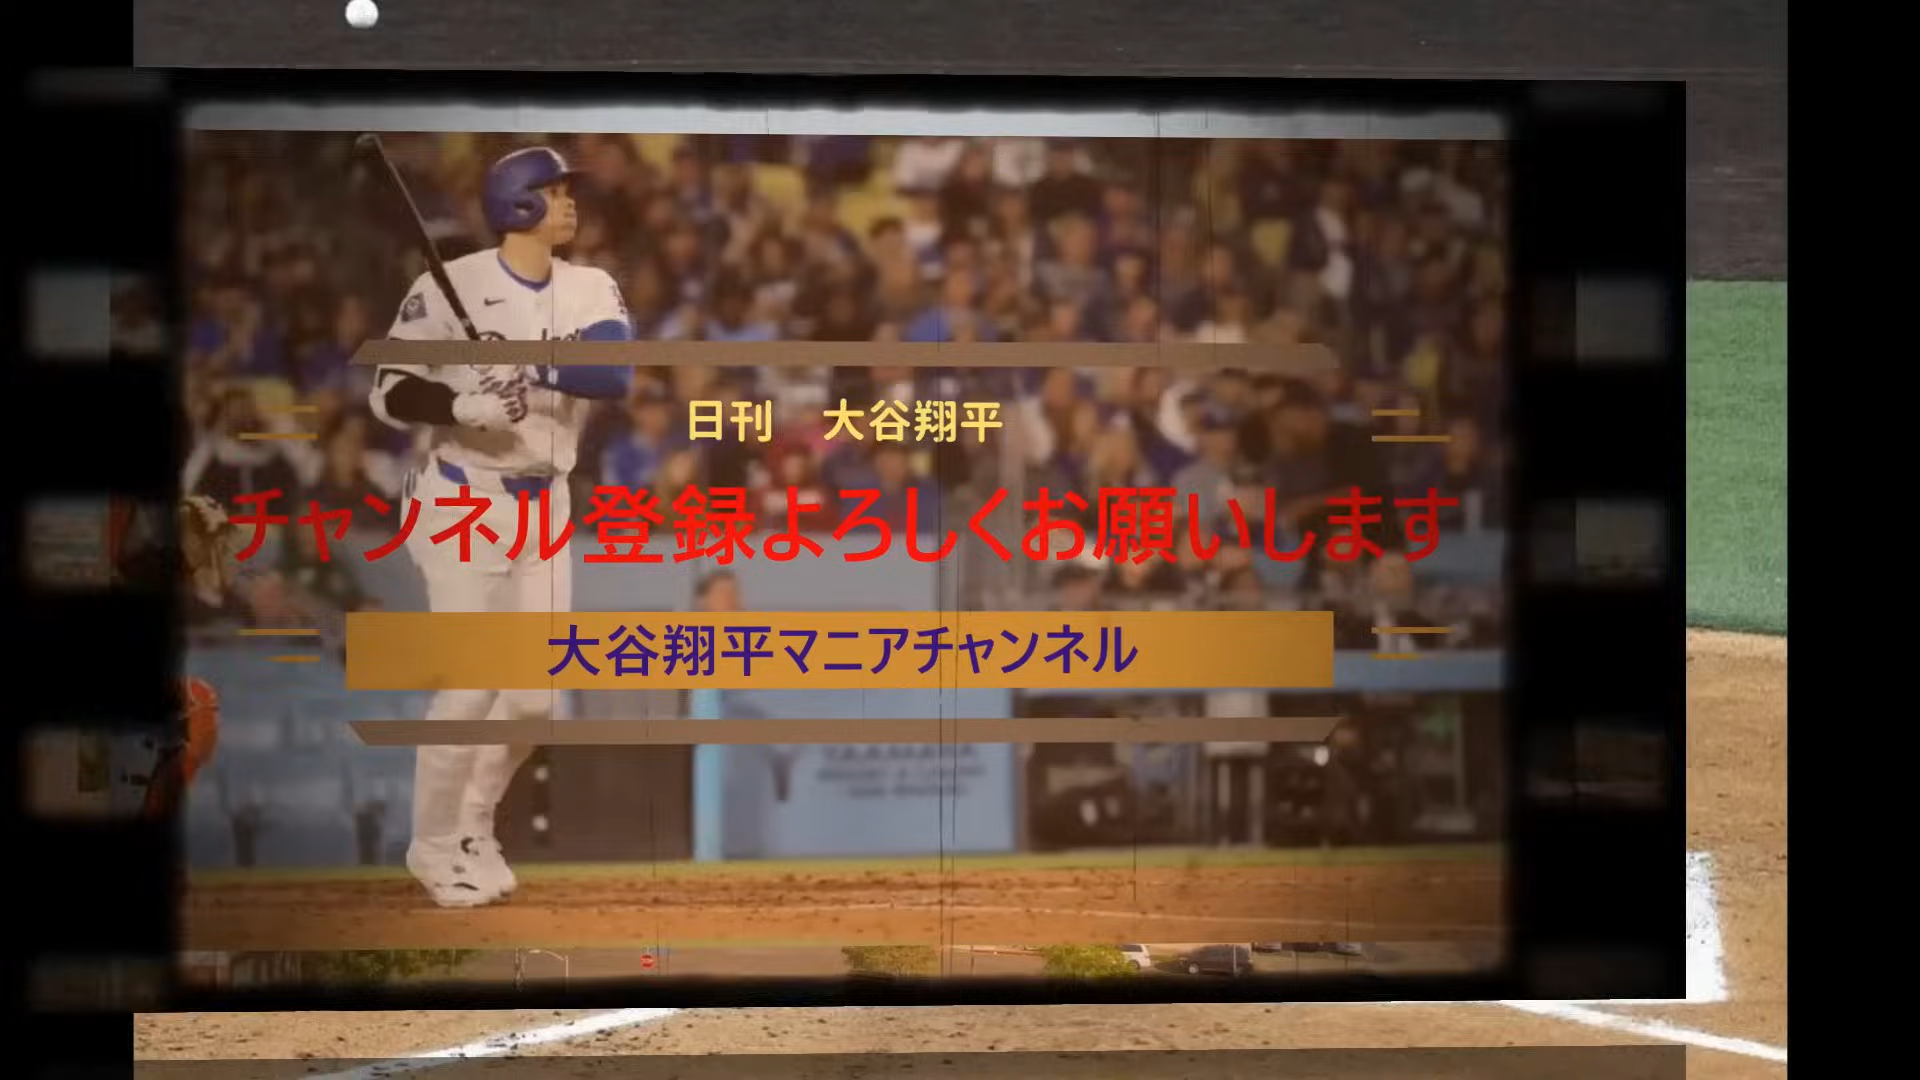 日刊　大谷翔平
チャンネル登録よろしくお願いします
大谷翔平マニアチャンネル